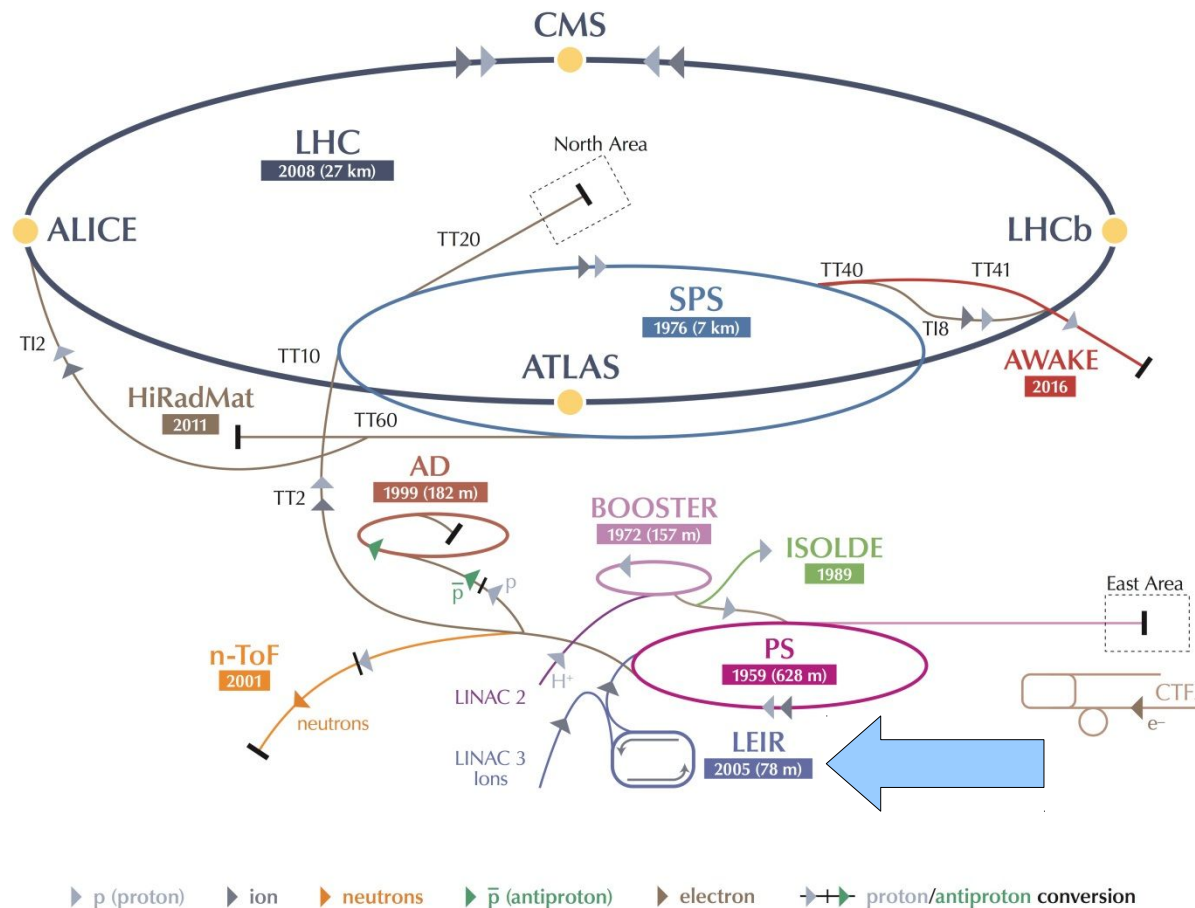 CMS
LHC
2008 (27 km)
North Area
ALICE
LHCb
TT20
TT40
TT41
SPS
1976 (7 km)
TI8
TI2
TT10
ATLAS
AWAKE
2016
HiRadMat
2011
TT60
AD
1999 (182 m)
TT2
BOOSTER
1972 (157 m)
ISOLDE
1989
p
p̅
East Area
n-ToF
2001
PS
1959 (628 m)
H+
LINAC 2
neutrons
CTF
e–
LEIR
2005 (78 m)
LINAC 3
Ions
p (proton)
ion
neutrons
p̅ (antiproton)
electron
proton/antiproton conversion